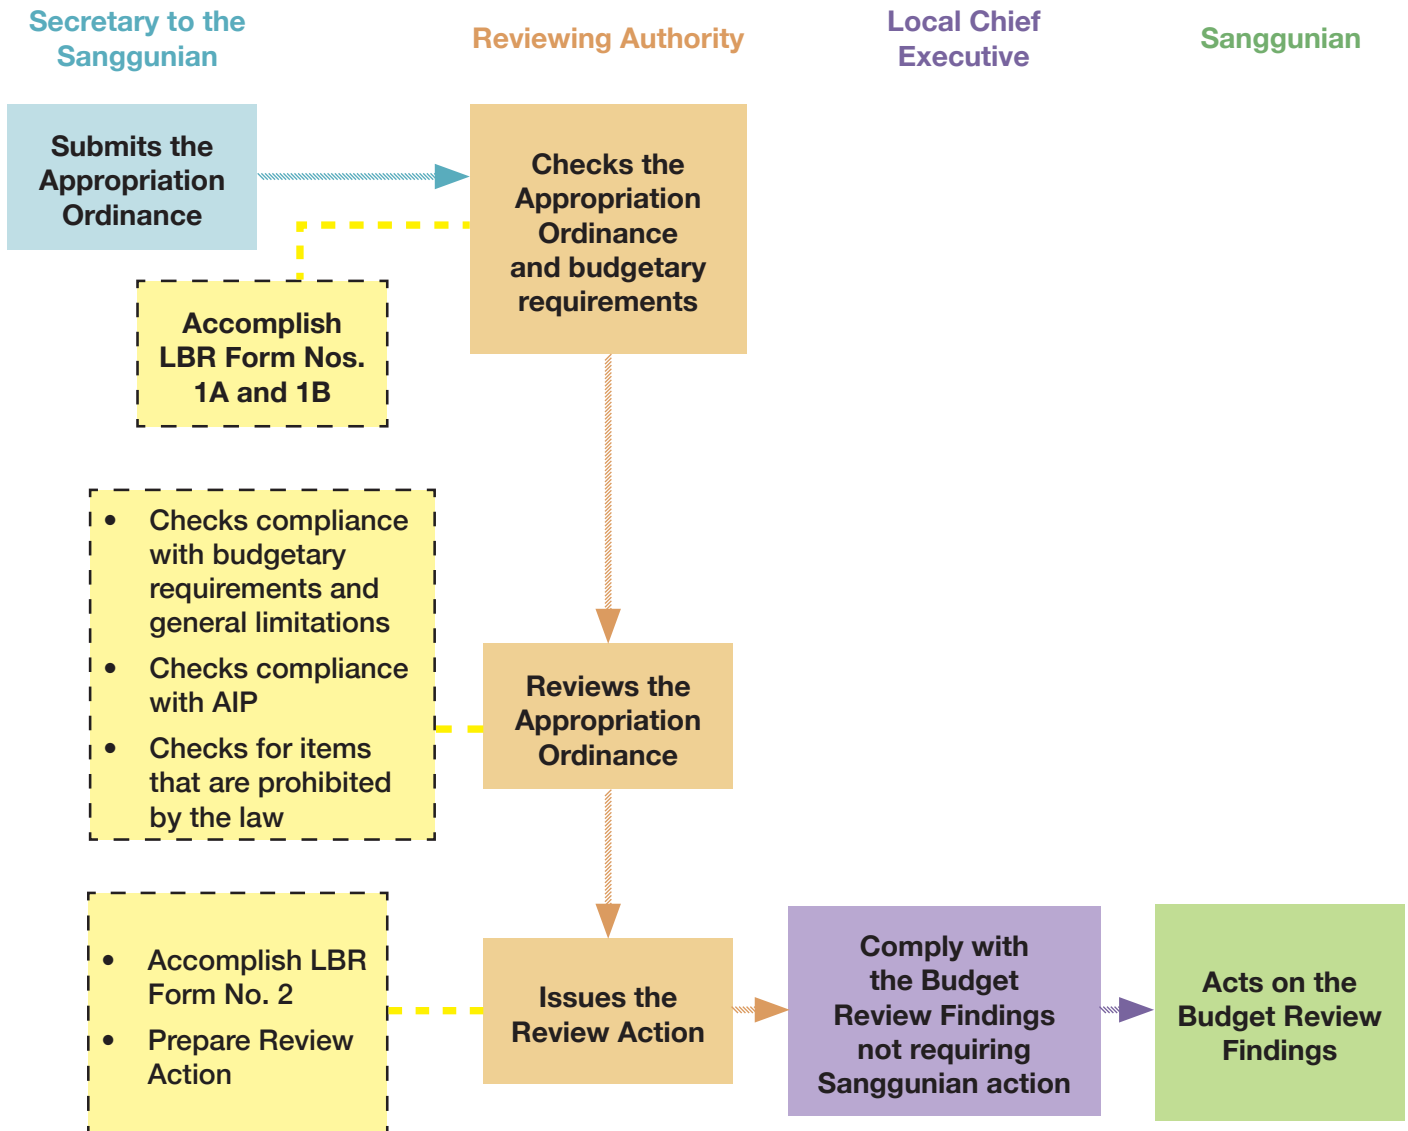 Secretary to the
Sanggunian
Reviewing Authority
Local Chief
Executive
Sanggunian
Submits the
Appropriation
Ordinance
Checks the
Appropriation
Ordinance
and budgetary
requirements
Accomplish
LBR Form Nos.
1A and 1B
• Checks compliance
with budgetary
requirements and
general limitations
• Checks compliance
with AIP
• Checks for items
that are prohibited
by the law
Reviews the
Appropriation
Ordinance
• Accomplish LBR
Form No. 2
• Prepare Review
Action
Issues the
Review Action
Comply with
the Budget
Review Findings
not requiring
Sanggunian action
Acts on the
Budget Review
Findings